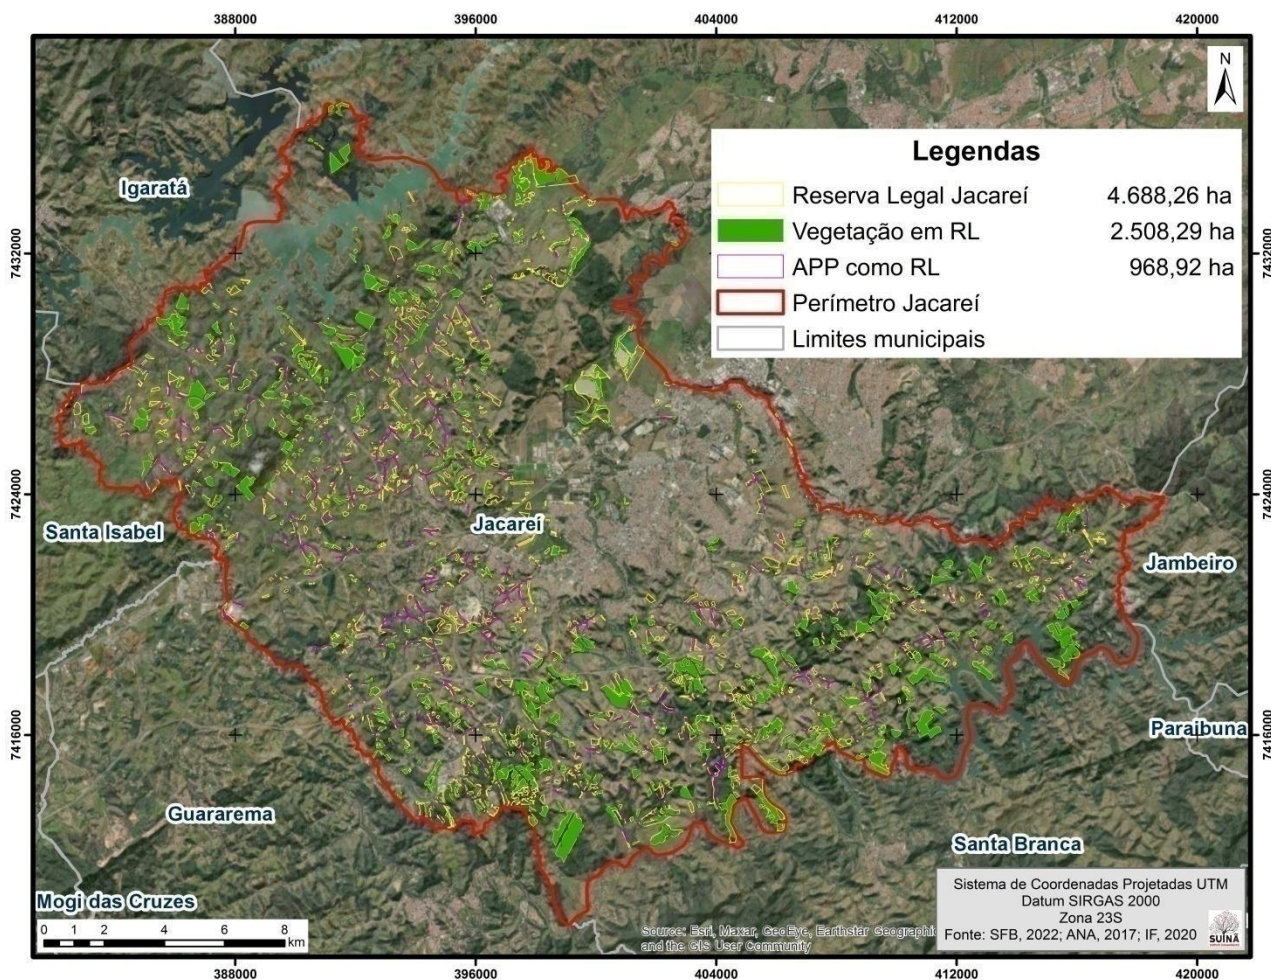 388000 396000 404000 412000 420000
N
Legendas
Reserva Legal Jacareí 4.688,26 ha
Vegetação em RL 2.508,29 ha
APP como RL 968,92 ha
Perímetro Jacareí
Limites municipais
Igaratá
7432000 7432000
7424000 7424000
Jacareí
Santa Isabel
Jambeiro
7416000 7416000
Paraibuna
Guararema
Santa Branca
Mogi das Cruzes
0 1 2 4 6 8
km
Source: Esri, Maxar, GeoEye, Earthstar Geographic
and the GIS User Community
Sistema de Coordenadas Projetadas UTM
Datum SIRGAS 2000
Zona 23S
Fonte: SFB, 2022; ANA, 2017; IF, 2020
SUINÃ
388000 396000 404000 412000 420000